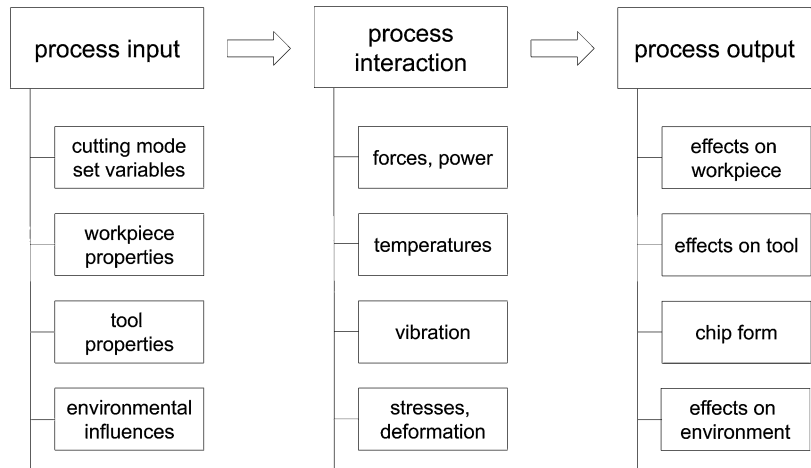 process input
process
interaction
process output
cutting mode
set variables
workpiece
properties
tool
properties
environmental
influences
forces, power
temperatures
vibration
stresses,
deformation
effects on
workpiece
effects on tool
chip form
effects on
environment